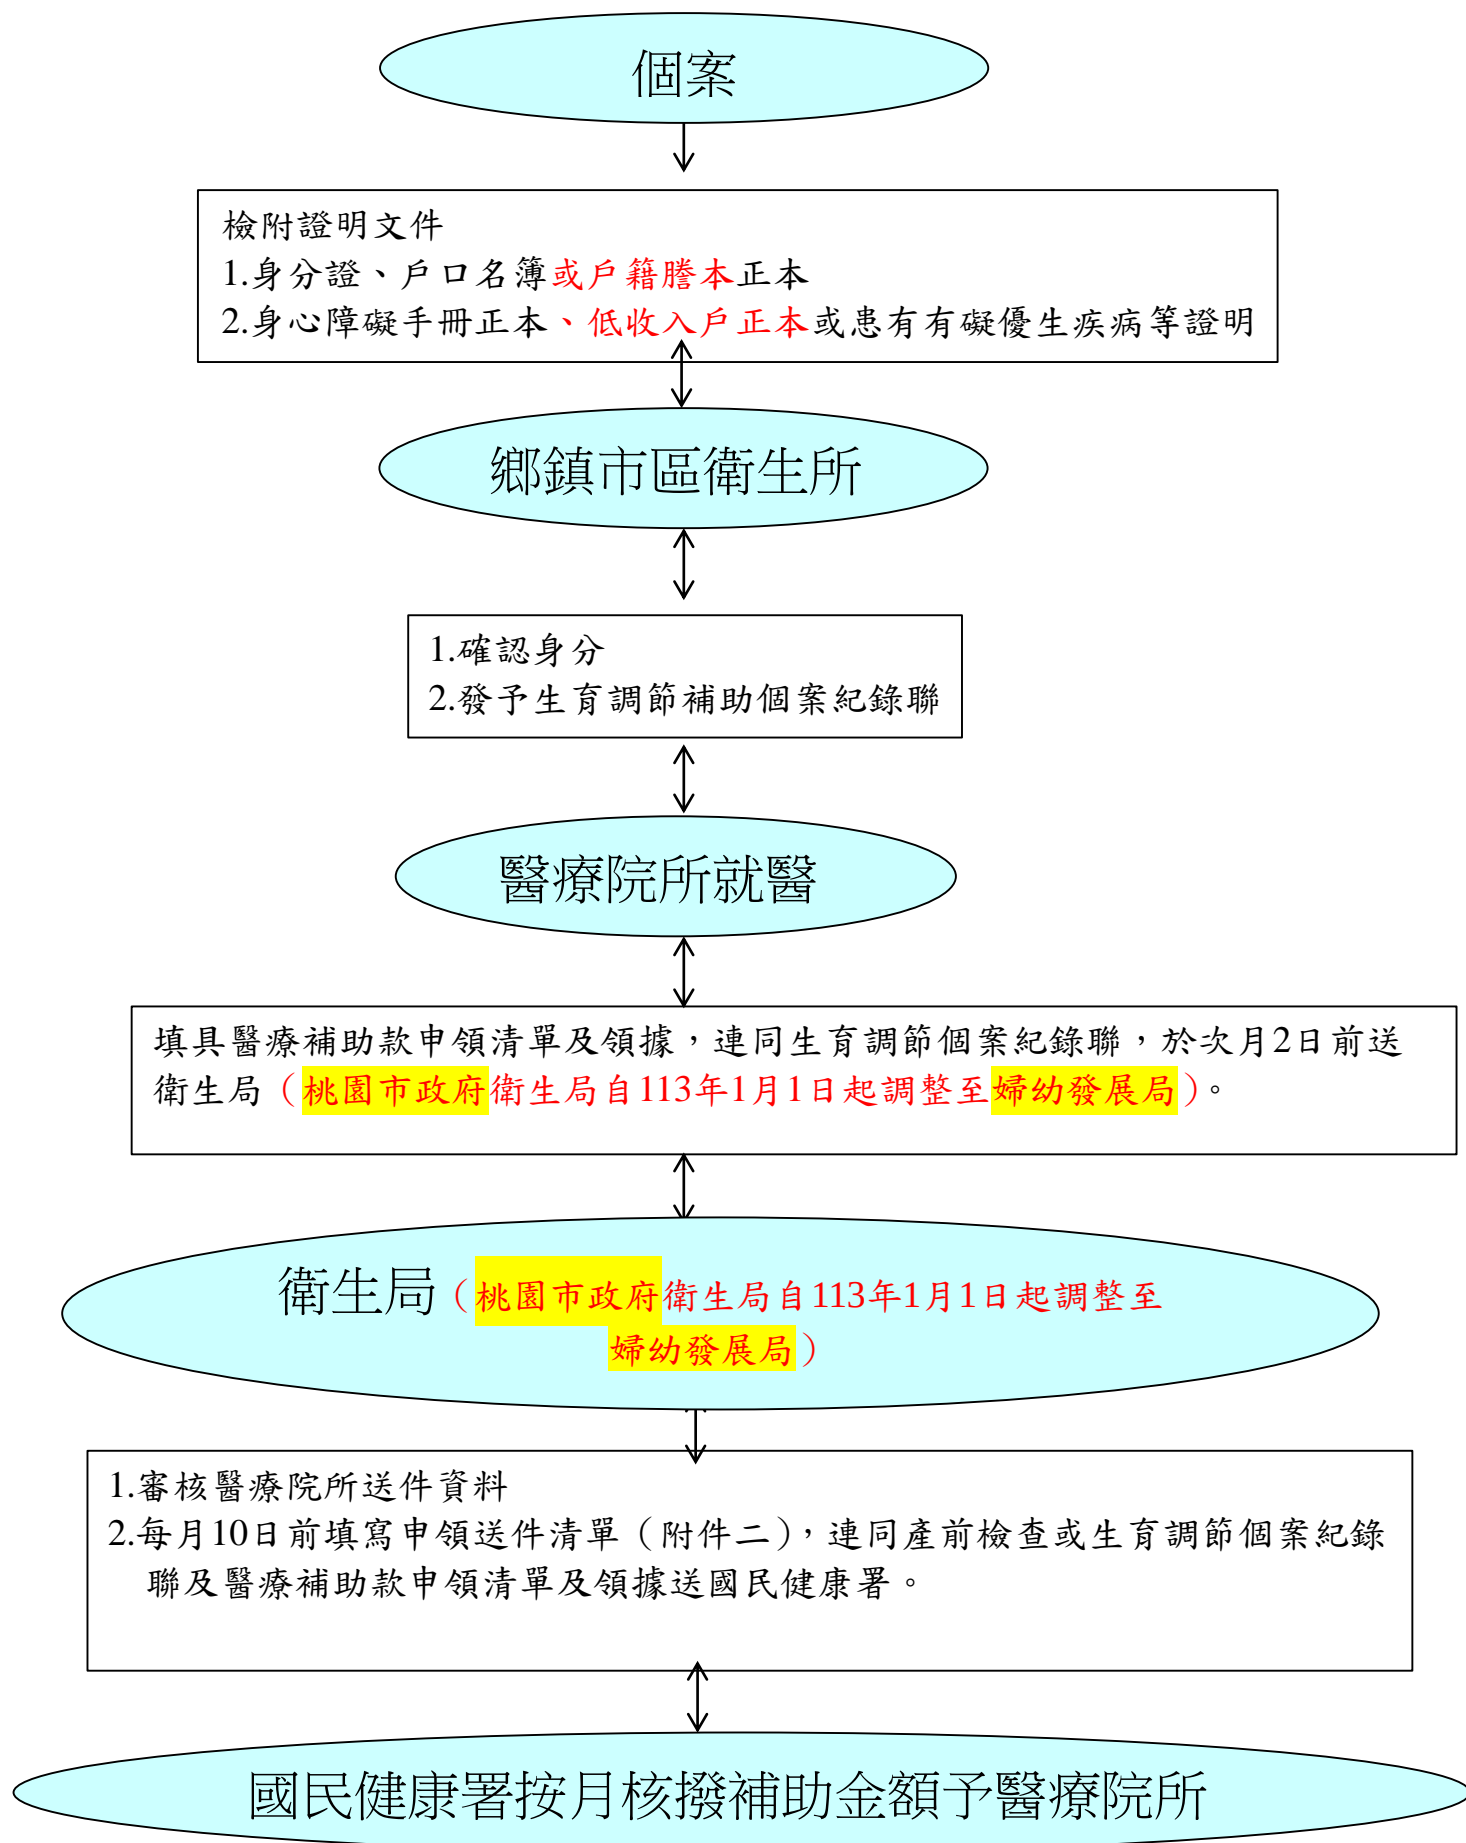 個案
檢附證明文件
1.身分證、戶口名簿或戶籍謄本正本
2.身心障礙手冊正本、低收入戶正本或患有有礙優生疾病等證明
鄉鎮市區衛生所
1.確認身分
2.發予生育調節補助個案紀錄聯
醫療院所就醫
填具醫療補助款申領清單及領據，連同生育調節個案紀錄聯，於次月2日前送
衛生局（桃園市政府衛生局自113年1月1日起調整至婦幼發展局）。
衛生局（桃園市政府衛生局自113年1月1日起調整至
婦幼發展局）
1.審核醫療院所送件資料
2.每月10日前填寫申領送件清單（附件二），連同產前檢查或生育調節個案紀錄
聯及醫療補助款申領清單及領據送國民健康署。
國民健康署按月核撥補助金額予醫療院所